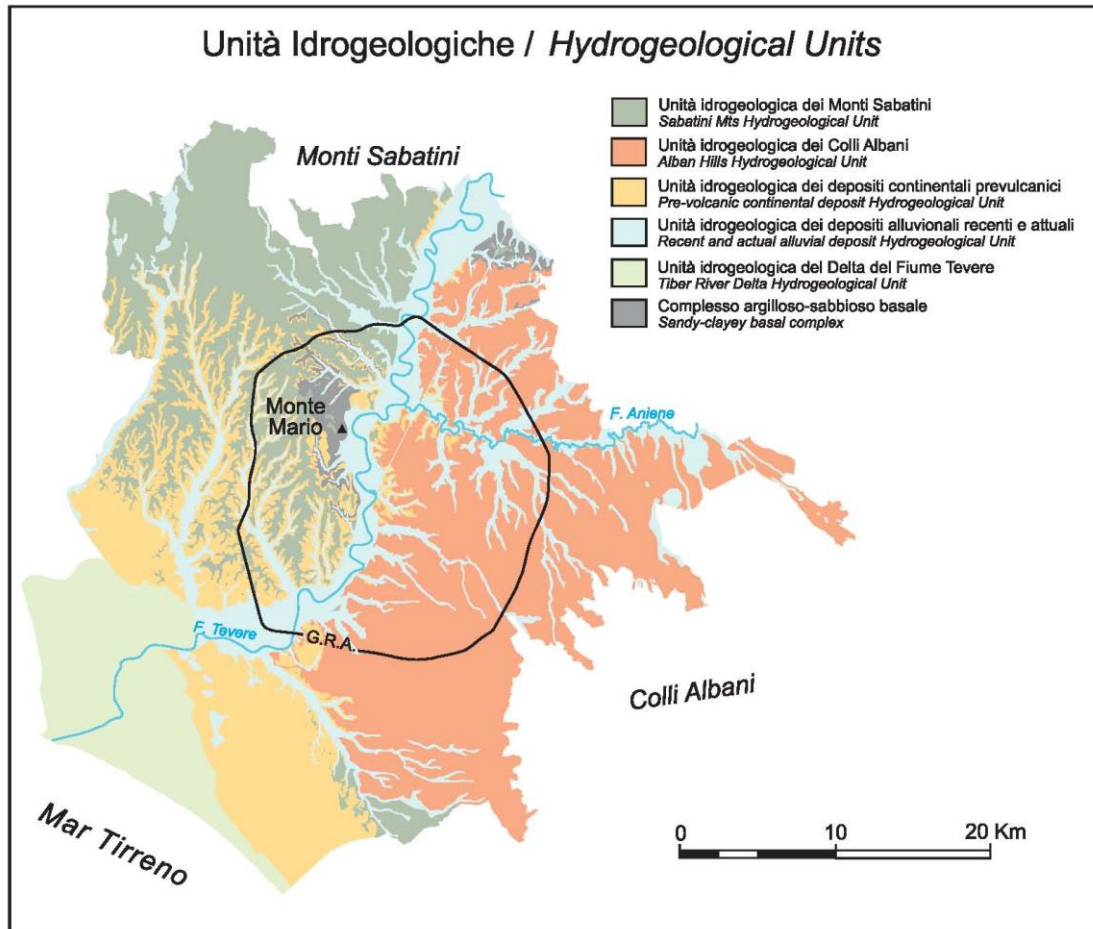 Unità Idrogeologiche / Hydrogeological Units
Monti Sabatini
Unità idrogeologica dei Monti Sabatini
Sabatini Mts Hydrogeological Unit
Unità idrogeologica dei Colli Albani
Alban Hills Hydrogeological Unit
Unità idrogeologica dei depositi continentali prevulcanici
Pre-volcanic continental deposit Hydrogeological Unit
Unità idrogeologica dei depositi alluvionali recenti e attuali
Recent and actual alluvial deposit Hydrogeological Unit
Unità idrogeologica del Delta del Fiume Tevere
Tiber River Delta Hydrogeological Unit
Complesso argilloso-sabbioso basale
Sandy-clayey basal complex
Monte
Mario
F. Aniene
F. Tevere
G.R.A.
Colli Albani
Mar Tirreno
0 10 20 Km